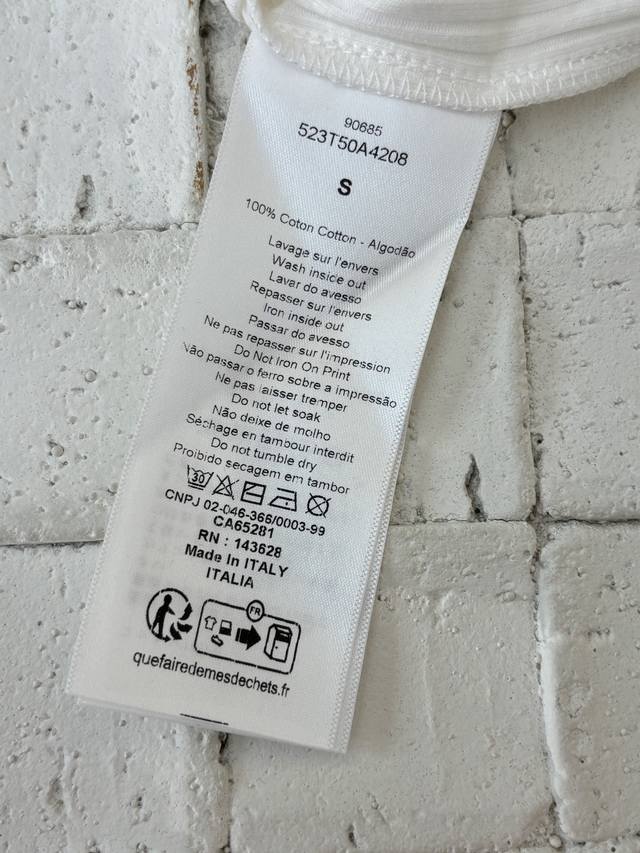 90685
523T50A4208
S
100% Coton Cotton - Algodão
Lavage sur l'envers
Wash inside out
Lavar do avesso
Repasser sur l'envers
Iron inside out
Passar do avesso
Ne pas repasser sur l'impression
Do Not Iron On Print
Não passar o ferro sobre a impressão
Ne pas laisser tremper
Do not let soak
Não deixe de molho
Séchage en tambour interdit
Do not tumble dry
Proibido secagem em tambor
30
CNPJ 02-046-366/0003-99
CA65281
RN : 143628
Made In ITALY
ITALIA
FR
quefairedemesdechets.fr